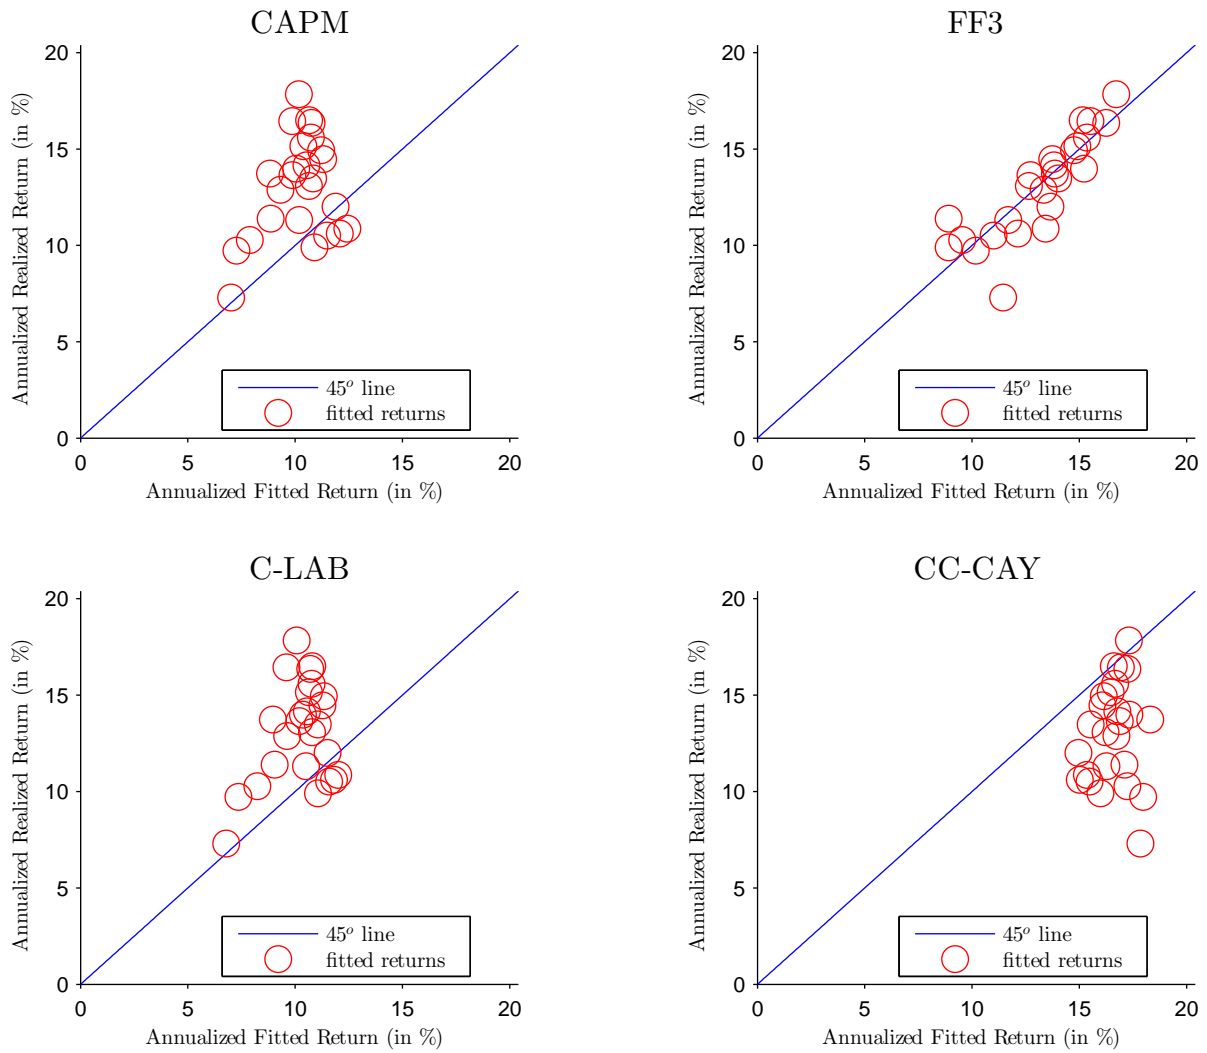 CAPM
20
15
10
5
0
0 5 10 15 20
Annualized Realized Return (in %)
Annualized Fitted Return (in %)
45° line
fitted returns
FF3
20
15
10
5
0
0 5 10 15 20
Annualized Realized Return (in %)
Annualized Fitted Return (in %)
45° line
fitted returns
C-LAB
20
15
10
5
0
0 5 10 15 20
Annualized Realized Return (in %)
Annualized Fitted Return (in %)
45° line
fitted returns
CC-CAY
20
15
10
5
0
0 5 10 15 20
Annualized Realized Return (in %)
Annualized Fitted Return (in %)
45° line
fitted returns